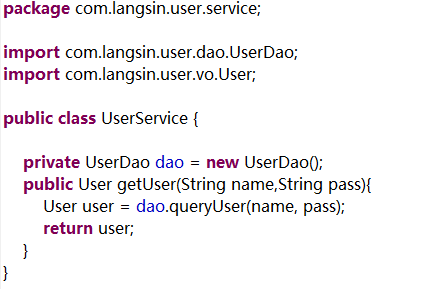 package com.langsin.user.service;
import com.langsin.user.dao.UserDao;
import com.langsin.user.vo.User;
public class UserService {
private UserDao dao = new UserDao();
public User getUser(String name,String pass){
User user = dao.queryUser(name, pass);
return user;
}
}